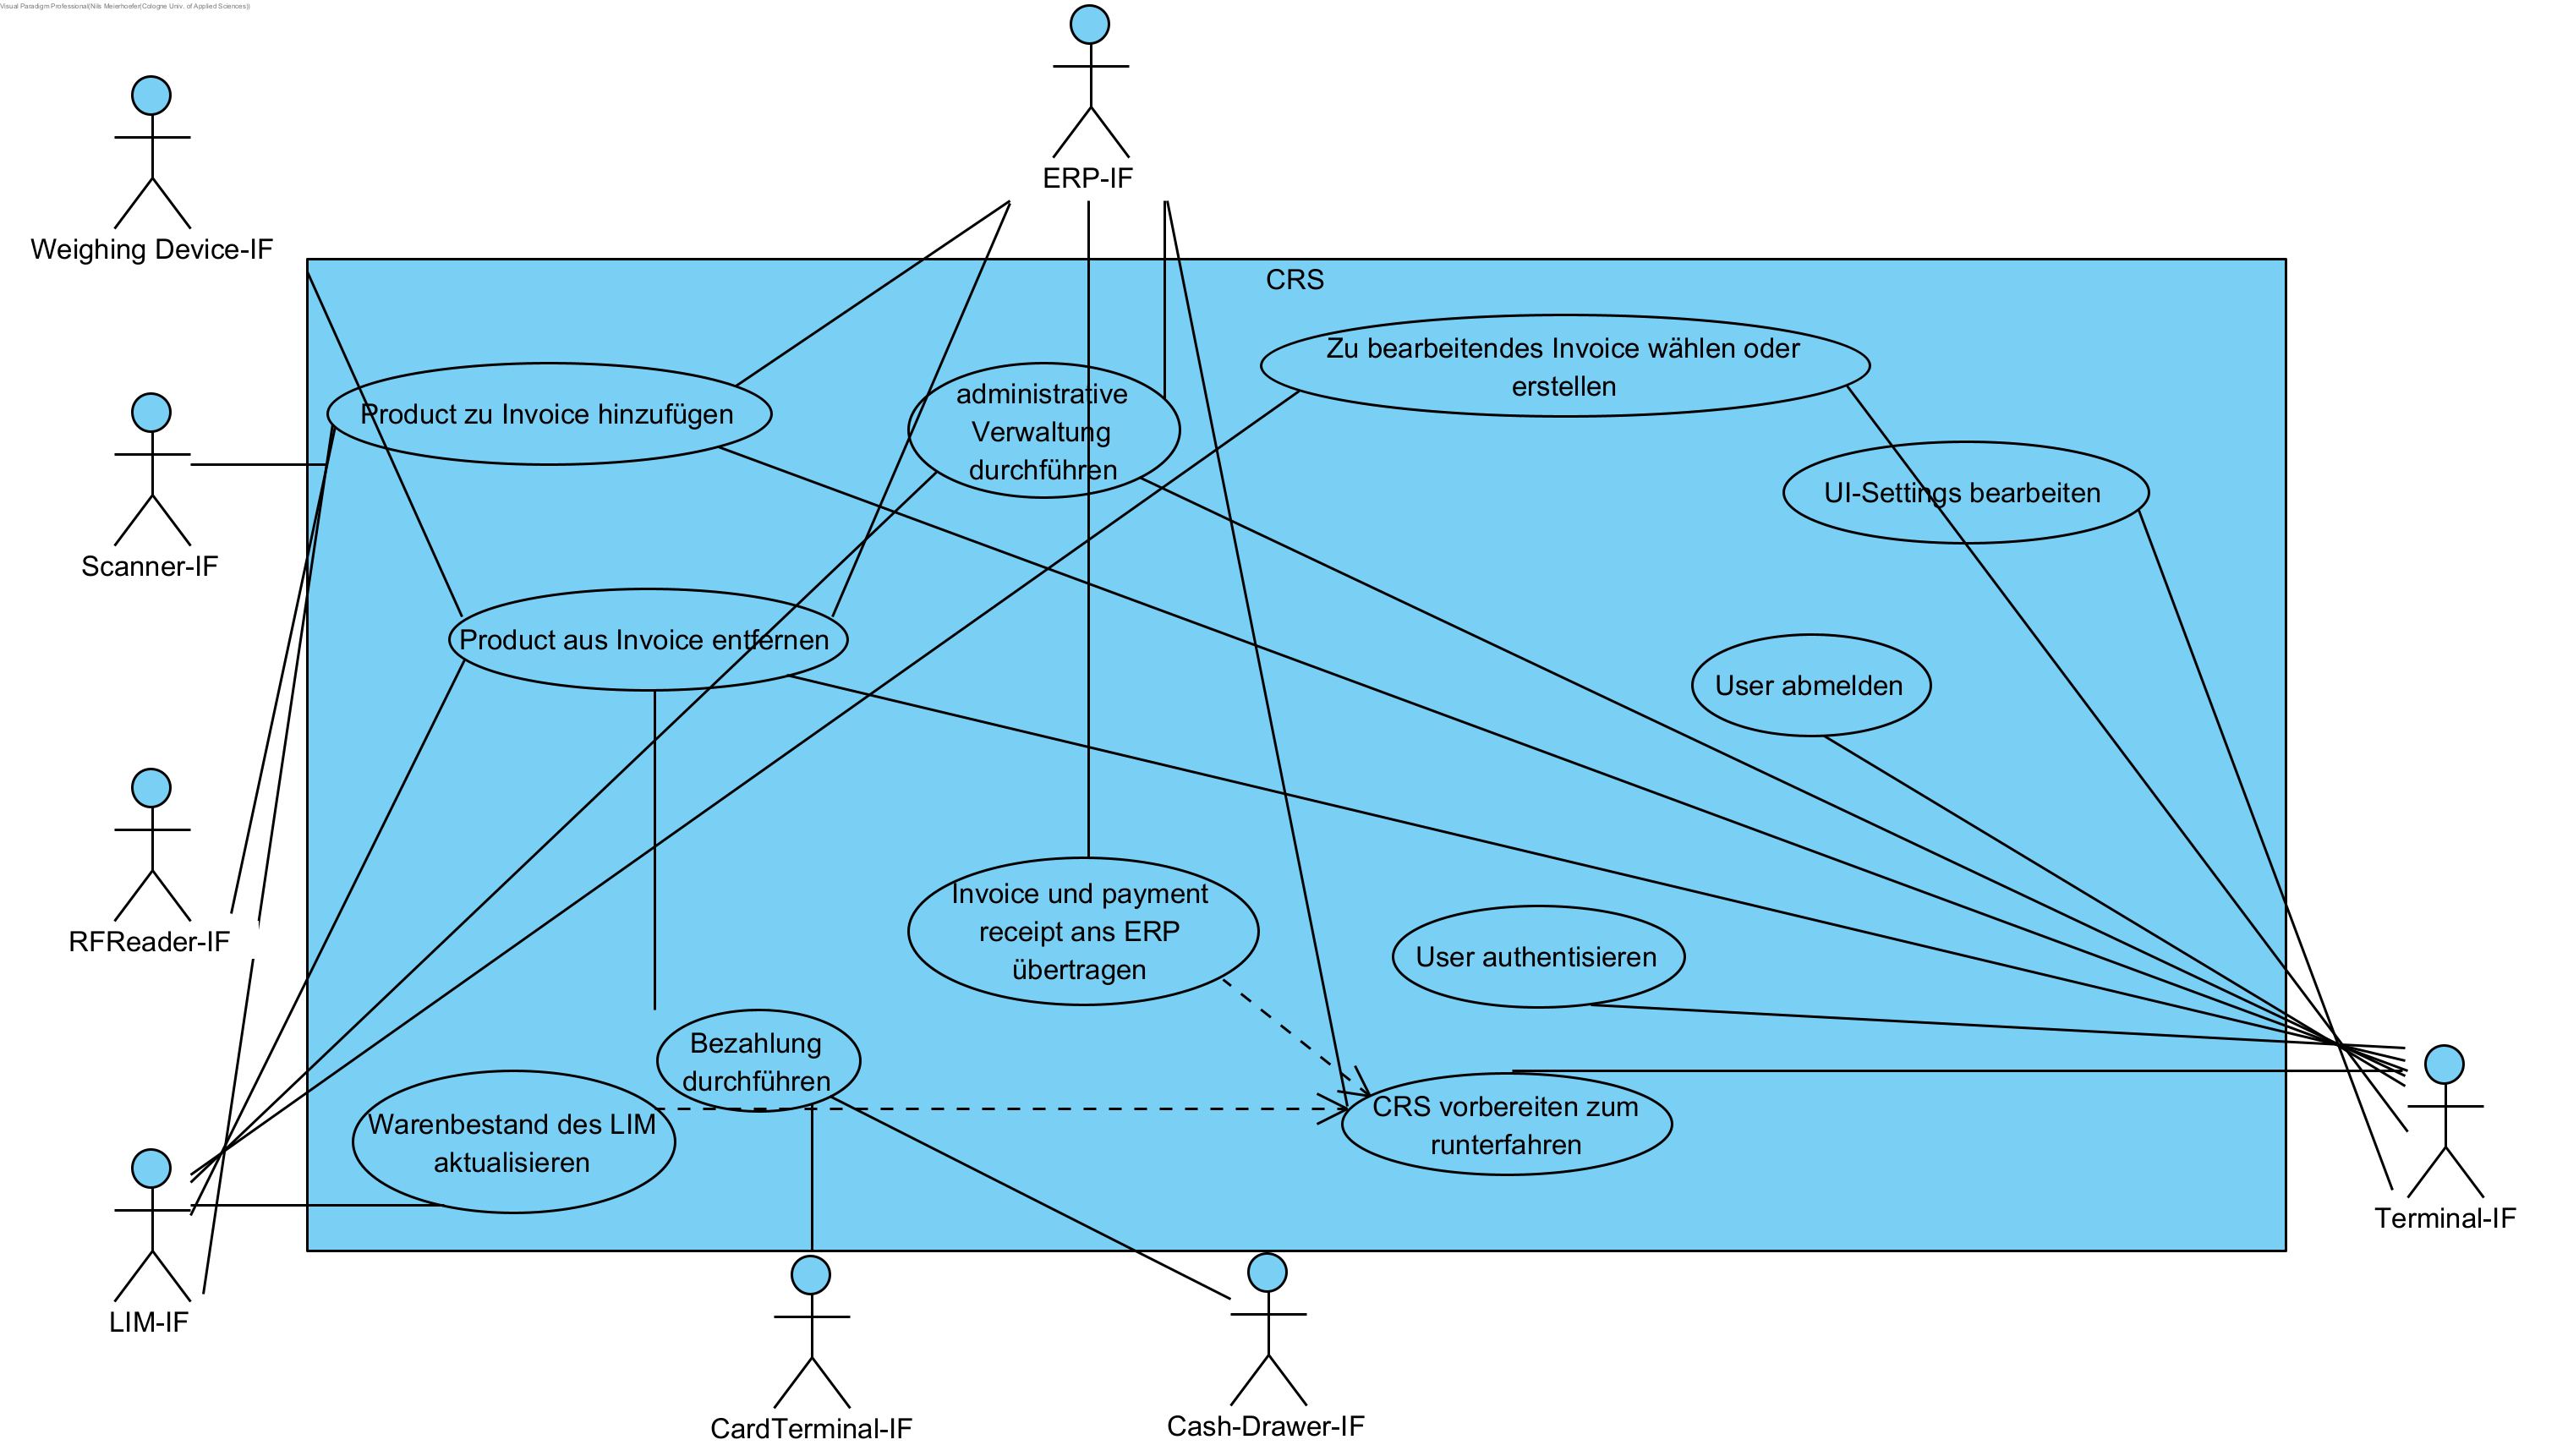 Visual Paradigm Professional(Nils Meierhoefer(Cologne Univ. of Applied Sciences))
ERP-IF
Weighing Device-IF
CRS
Zu bearbeitendes Invoice wählen oder
erstellen
administrative
Verwaltung
durchführen
Product zu Invoice hinzufügen
UI-Settings bearbeiten
Scanner-IF
Product aus Invoice entfernen
User abmelden
Invoice und payment
receipt ans ERP
übertragen
RFReader-IF
User authentisieren
Bezahlung
durchführen
Warenbestand des LIM
aktualisieren
CRS vorbereiten zum
runterfahren
Terminal-IF
LIM-IF
CardTerminal-IF
Cash-Drawer-IF